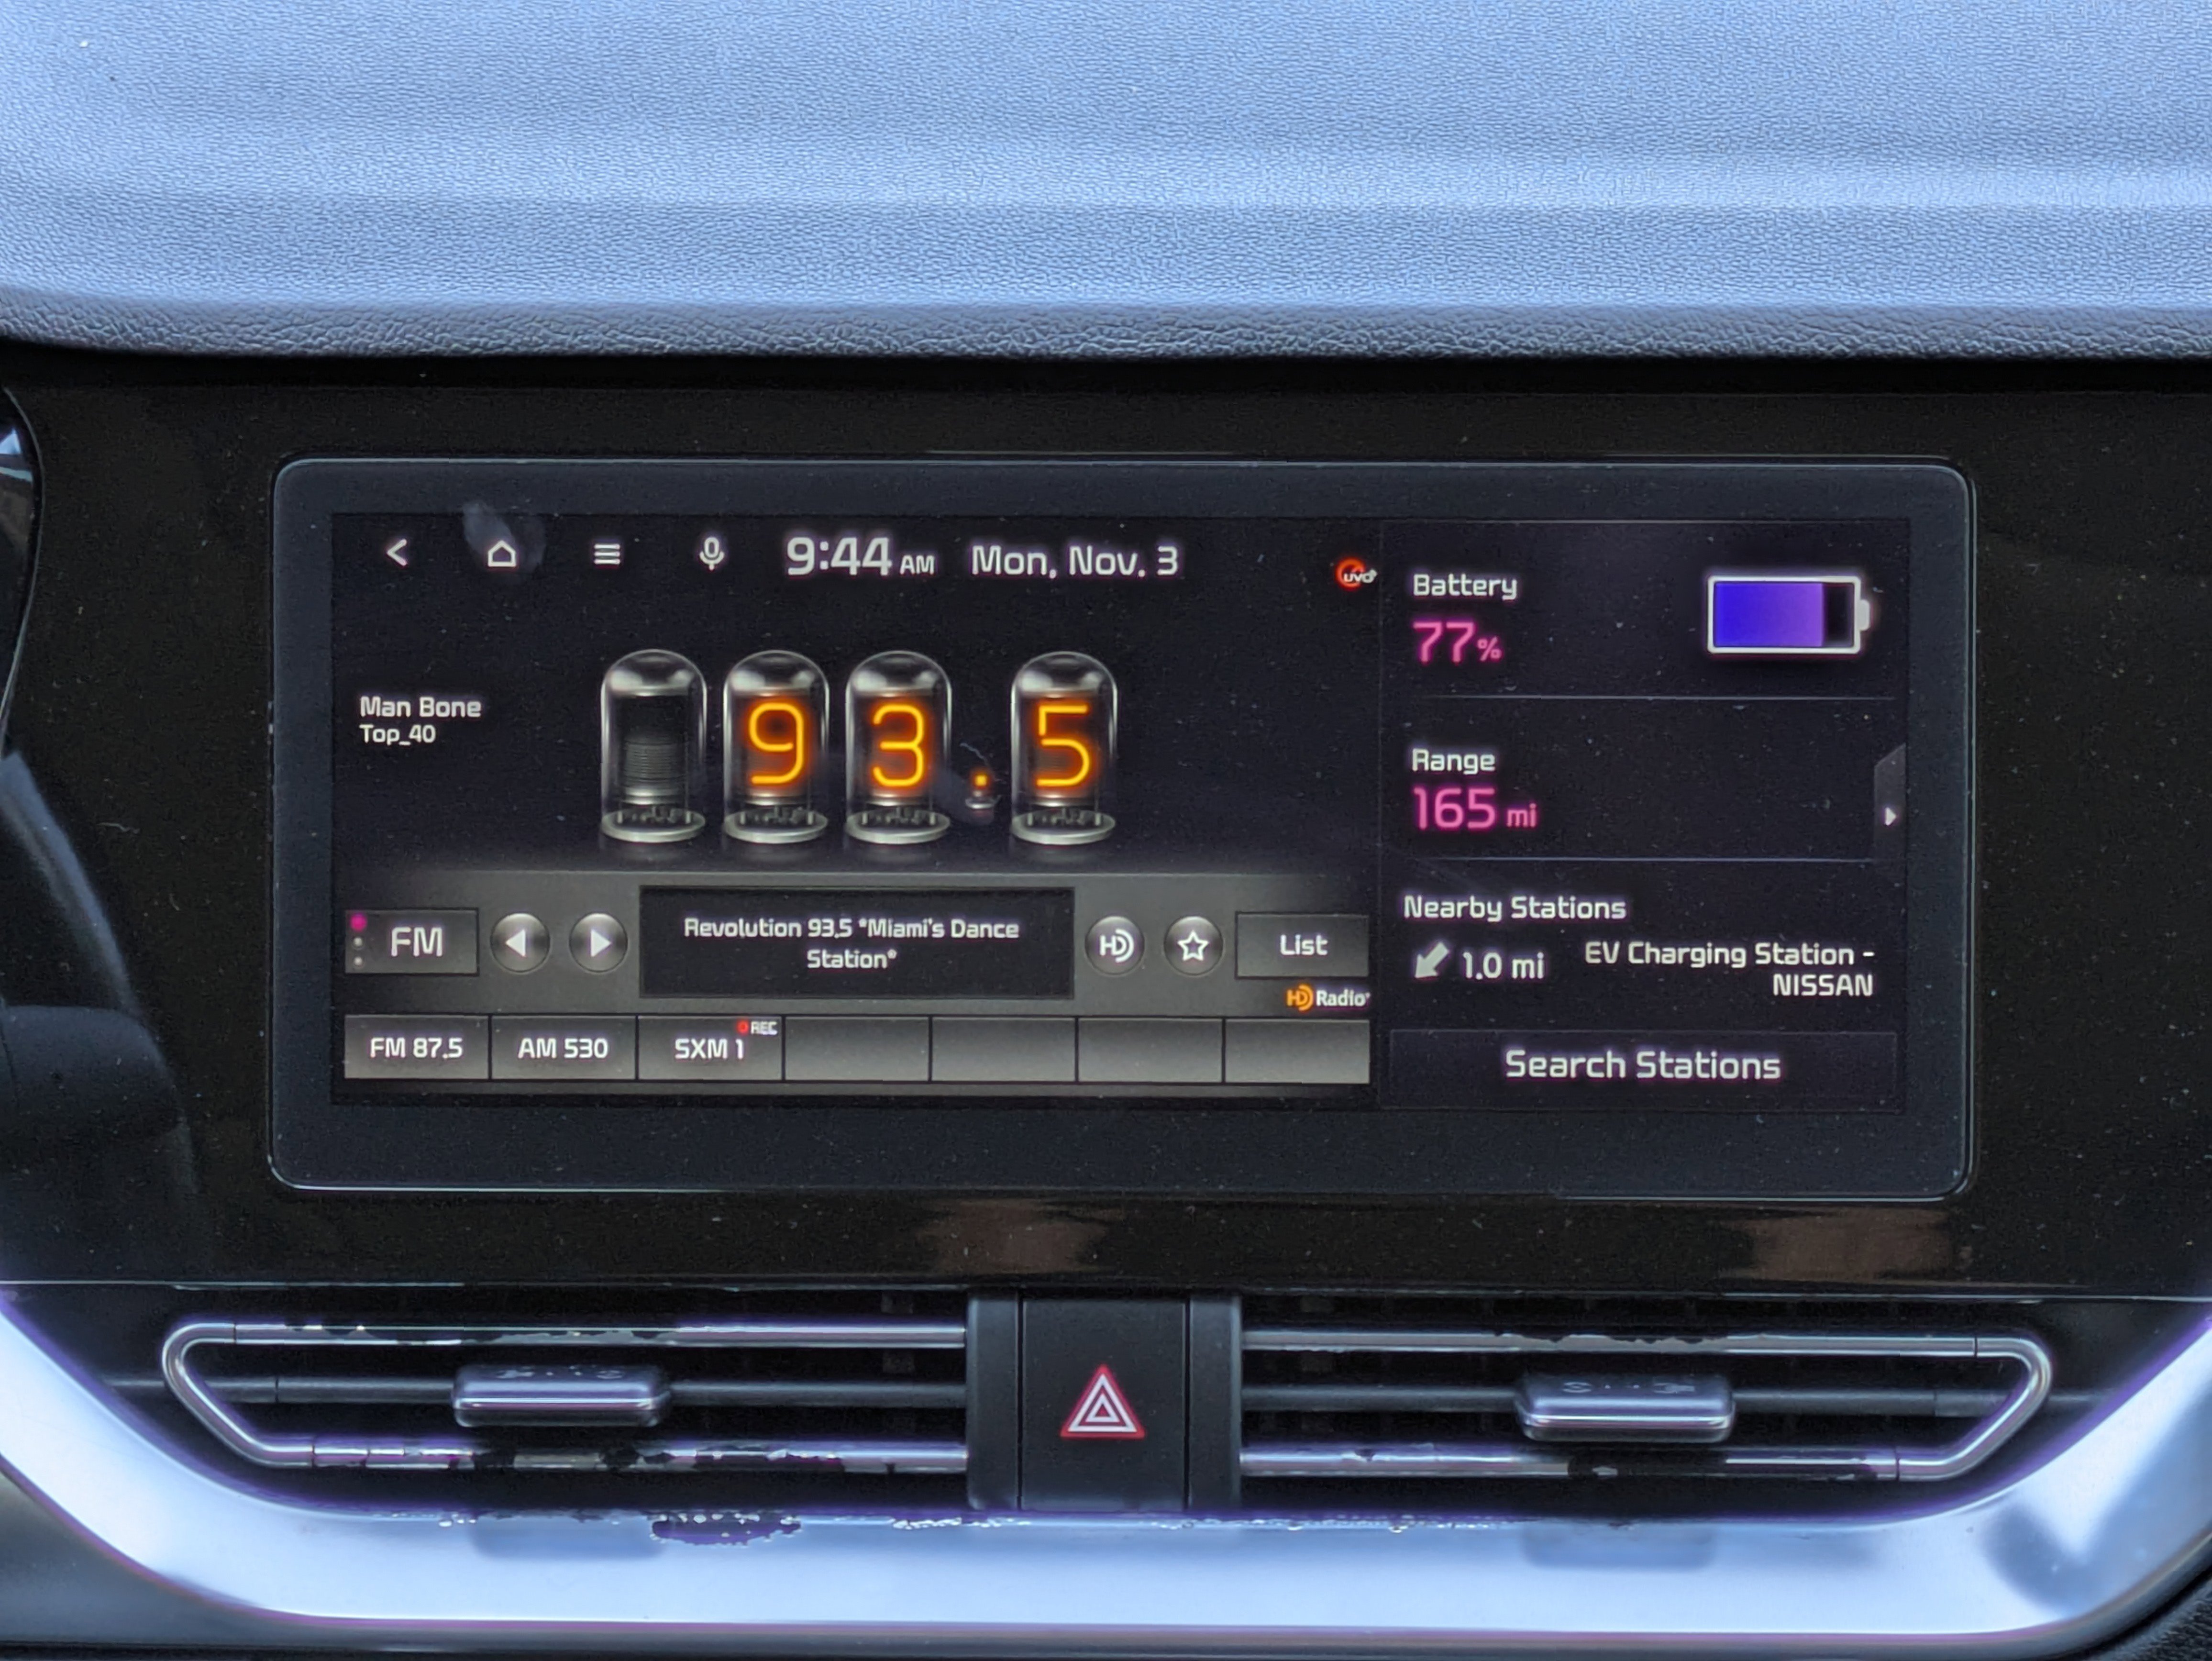 9:44 AM Mon, Nov. 3
UVO
Man Bone
Top_40
93.5
FM
Revolution 93.5 "Miami's Dance
Station"
HD
List
HD Radio
FM 87.5
AM 530
SXM 1
REC
Battery
77%
Range
165 mi
Nearby Stations
1.0 mi
EV Charging Station -
NISSAN
Search Stations